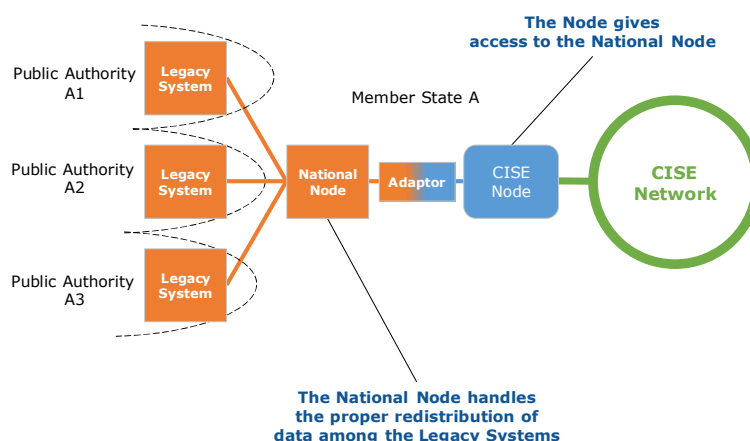 The Node gives
access to the National Node
Public Authority
A1
Legacy
System
Member State A
Public Authority
A2
Legacy
System
National
Node
Adaptor
CISE
Node
CISE
Network
Public Authority
A3
Legacy
System
The National Node handles
the proper redistribution of
data among the Legacy Systems